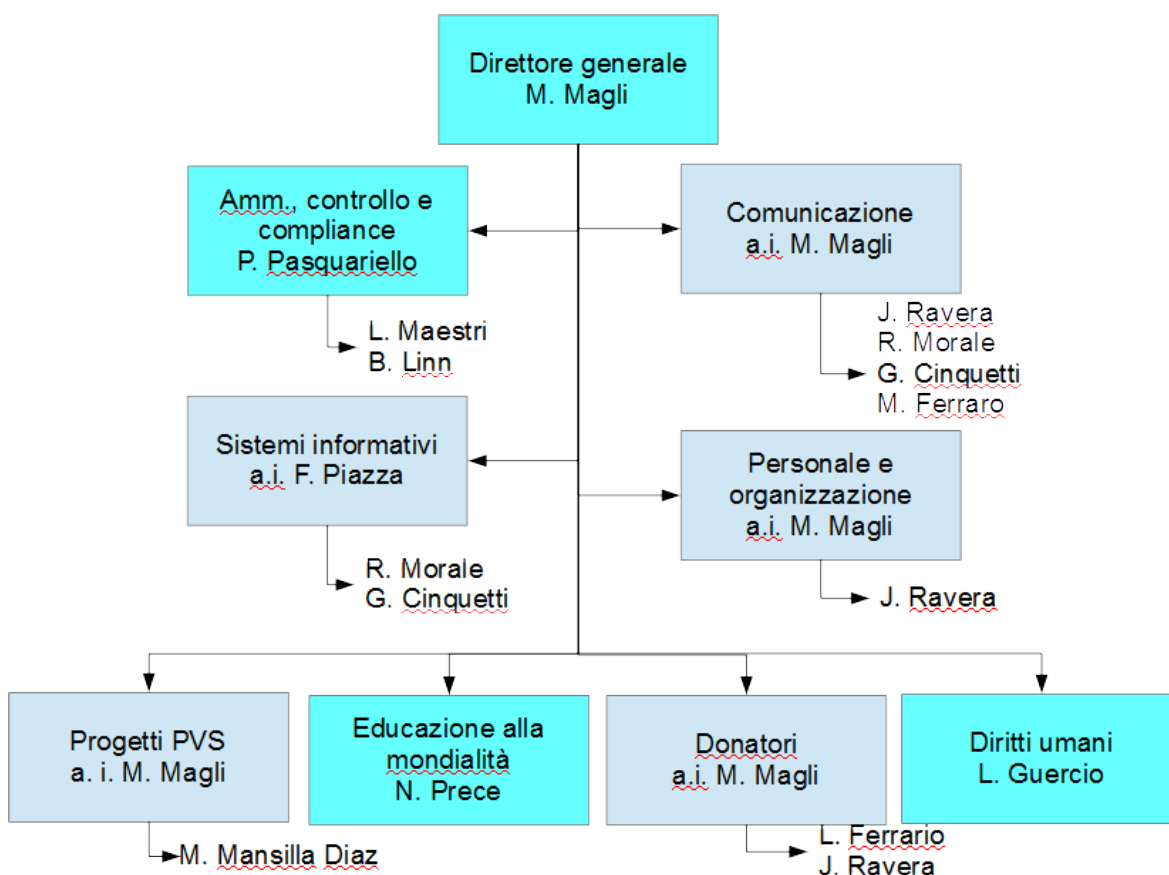 Direttore generale
M. Magli
Amm., controllo e
compliance
P. Pasquariello
L. Maestri
B. Linn
Comunicazione
a.i. M. Magli
J. Ravera
R. Morale
G. Cinquetti
M. Ferraro
Sistemi informativi
a.i. F. Piazza
R. Morale
G. Cinquetti
Personale e
organizzazione
a.i. M. Magli
J. Ravera
Progetti PVS
a. i. M. Magli
M. Mansilla Diaz
Educazione alla
mondialità
N. Prece
Donatori
a.i. M. Magli
L. Ferrario
J. Ravera
Diritti umani
L. Guercio